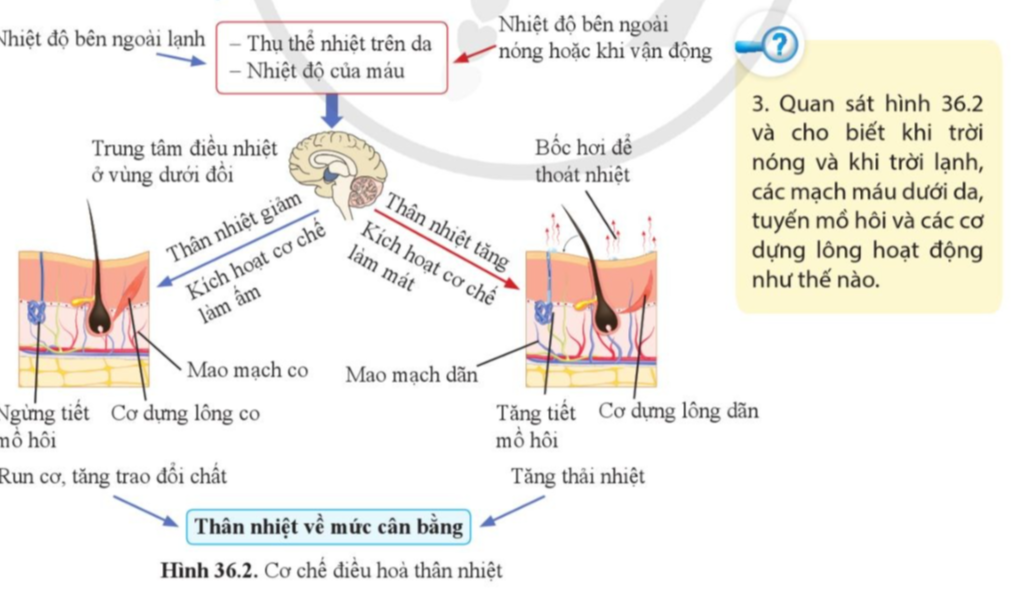 Nhiệt độ bên ngoài lạnh
– Thụ thể nhiệt trên da
– Nhiệt độ của máu
Nhiệt độ bên ngoài
nóng hoặc khi vận động
Trung tâm điều nhiệt
ở vùng dưới đồi
Bốc hơi để
thoát nhiệt
Thân nhiệt giảm
Kích hoạt cơ chế
làm ấm
Thân nhiệt tăng
Kích hoạt cơ chế
làm mát
Mao mạch co
Mao mạch dãn
Ngừng tiết
mồ hôi
Cơ dựng lông co
Tăng tiết
mồ hôi
Cơ dựng lông dãn
Run cơ, tăng trao đổi chất
Tăng thải nhiệt
Thân nhiệt về mức cân bằng
Hình 36.2. Cơ chế điều hoà thân nhiệt
?
3. Quan sát hình 36.2
và cho biết khi trời
nóng và khi trời lạnh,
các mạch máu dưới da,
tuyến mồ hôi và các cơ
dựng lông hoạt động
như thế nào.